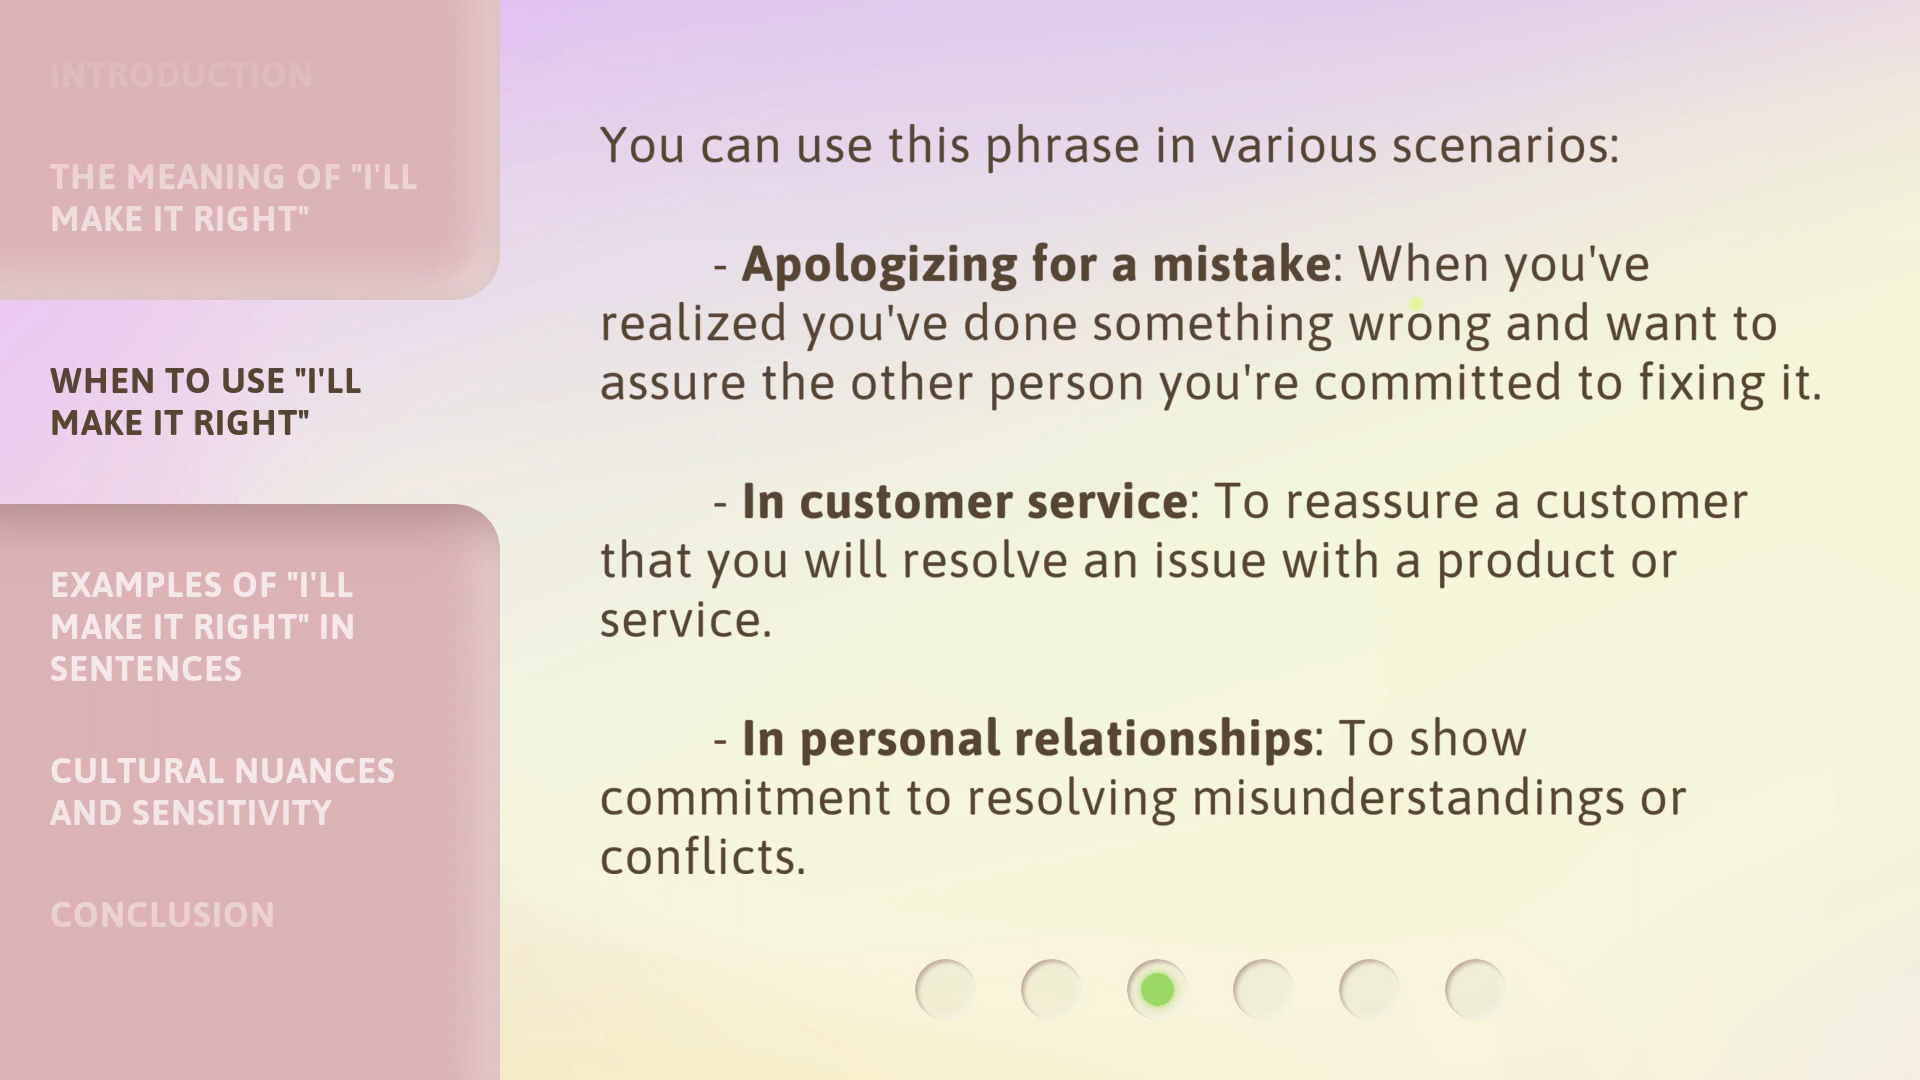 INTRODUCTION
THE MEANING OF "I'LL
MAKE IT RIGHT"
WHEN TO USE "I'LL
MAKE IT RIGHT"
EXAMPLES OF "I'LL
MAKE IT RIGHT" IN
SENTENCES
CULTURAL NUANCES
AND SENSITIVITY
CONCLUSION
You can use this phrase in various scenarios:
- Apologizing for a mistake: When you've
realized you've done something wrong and want to
assure the other person you're committed to fixing it.
- In customer service: To reassure a customer
that you will resolve an issue with a product or
service.
- In personal relationships: To show
commitment to resolving misunderstandings or
conflicts.